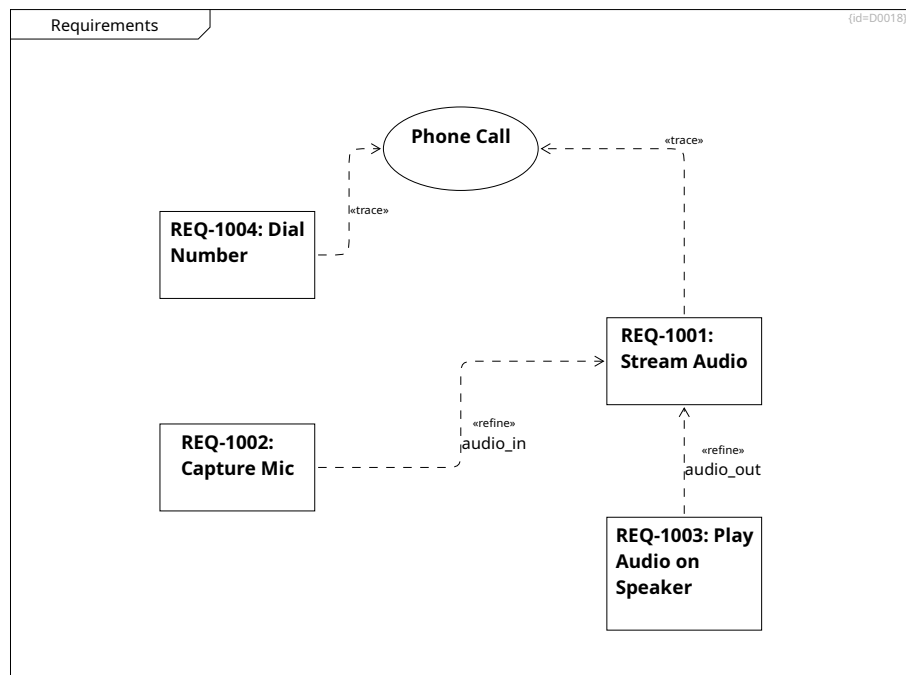 Requirements
{id=D0018}
Phone Call
«trace»
«trace»
REQ-1004: Dial
Number
REQ-1001:
Stream Audio
«refine»
audio_in
REQ-1002:
Capture Mic
«refine»
audio_out
REQ-1003: Play
Audio on
Speaker